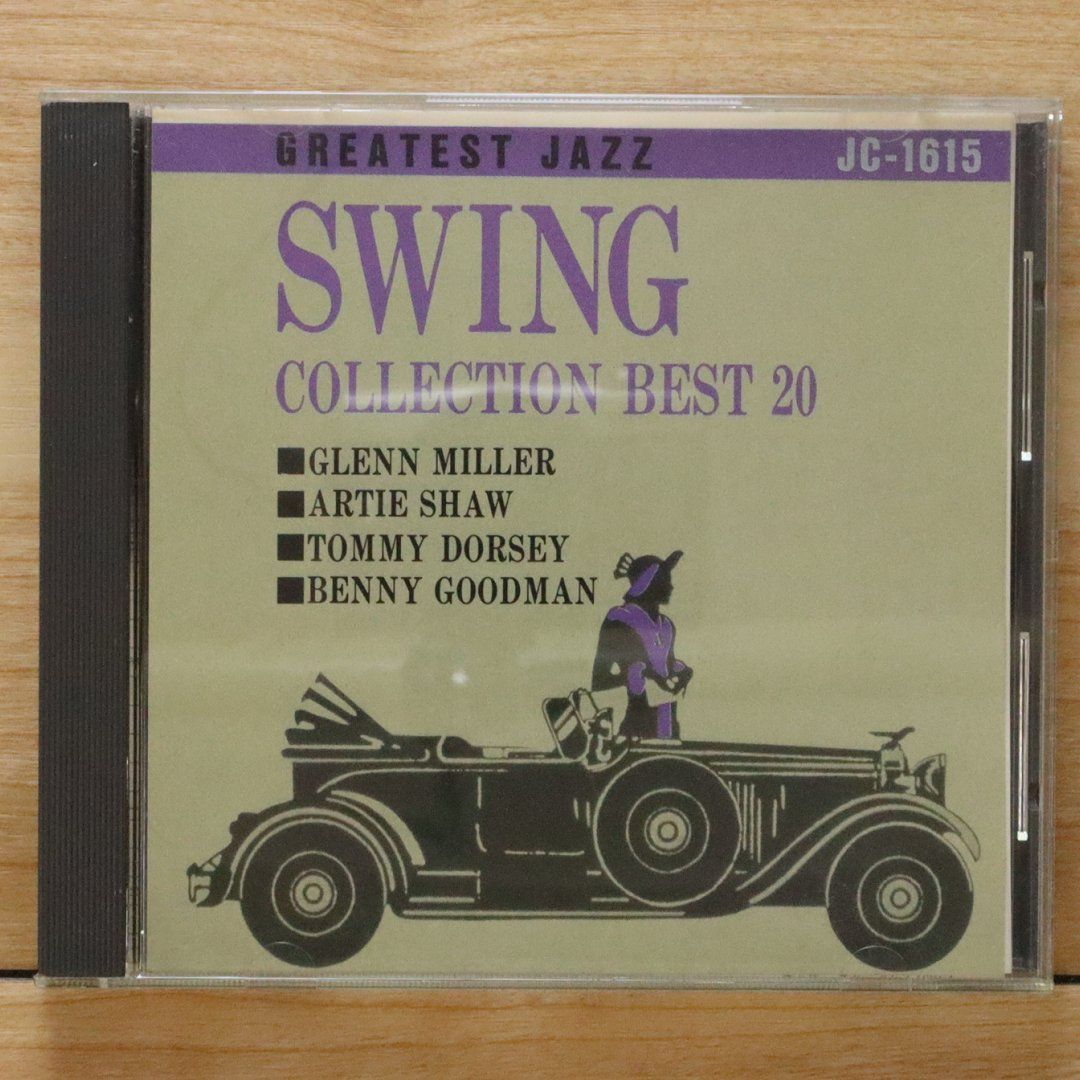 GREATEST JAZZ JC-1615
SWING
COLLECTION BEST 20
■GLENN MILLER
■ARTIE SHAW
■TOMMY DORSEY
■BENNY GOODMAN